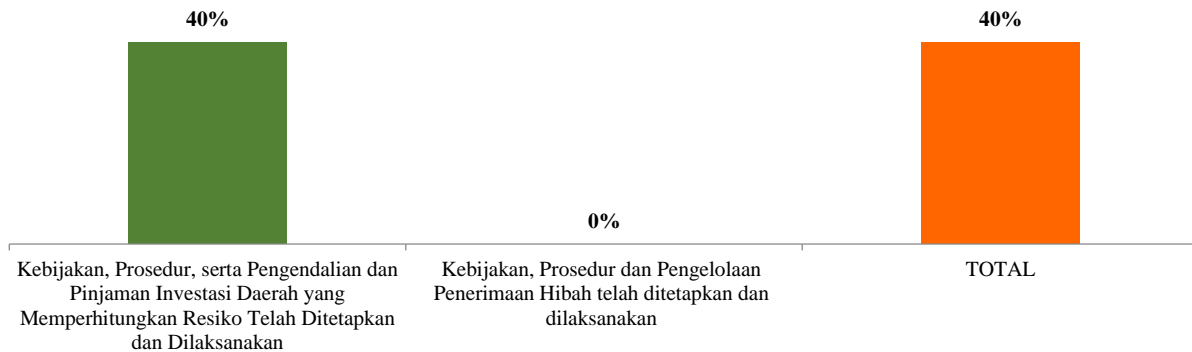 40%
40%
0%
Kebijakan, Prosedur, serta Pengendalian dan
Pinjaman Investasi Daerah yang
Memperhitungkan Resiko Telah Ditetapkan
dan Dilaksanakan
Kebijakan, Prosedur dan Pengelolaan
Penerimaan Hibah telah ditetapkan dan
dilaksanakan
TOTAL